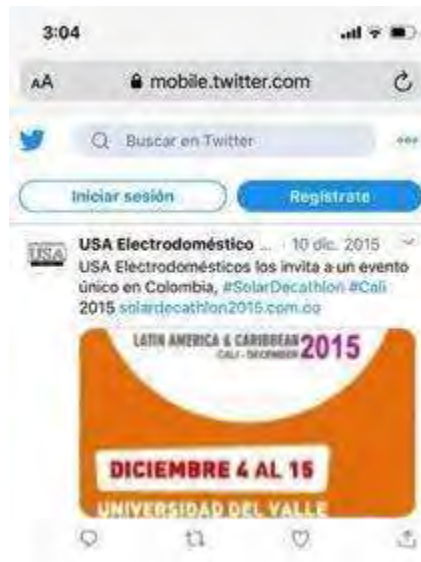 3:04
AA mobile.twitter.com
Buscar en Twitter
Iniciar sesión Regístrate
USA Electrodoméstico ... · 10 dic. 2015
USA
USA Electrodomésticos los invita a un evento
único en Colombia, #SolarDecathlon #Cali
2015 solardecathlon2015.com.co
LATIN AMERICA & CARIBBEAN 2015
CALI - DECEMBER
DICIEMBRE 4 AL 15
UNIVERSIDAD DEL VALLE